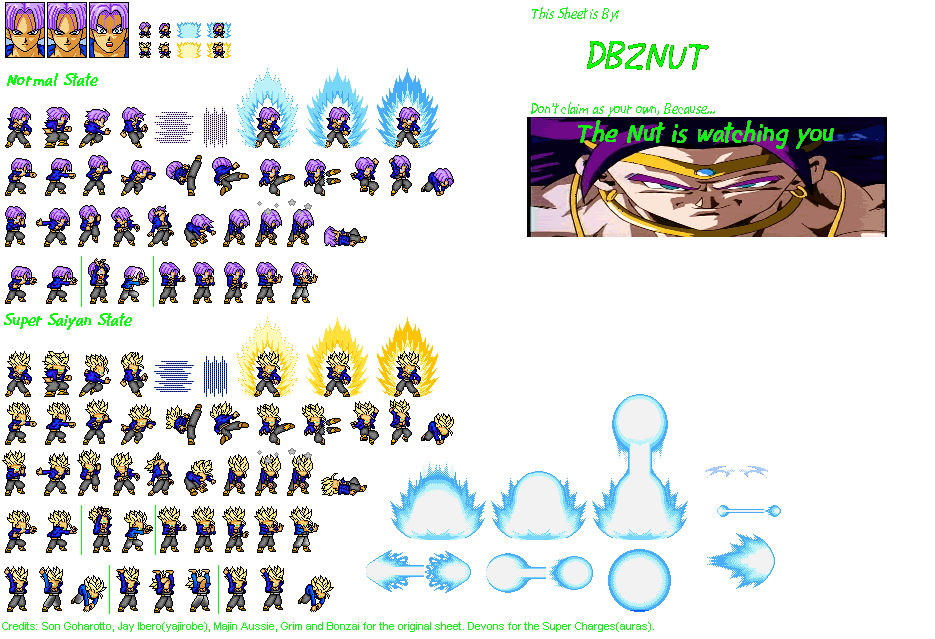 This Sheet is By:
DBZNUT
Don't claim as your own, Because...
The Nut is watching you
Normal State
Super Saiyan State
Credits: Son Goharotto, Jay Ibero(yajirobe), Majin Aussie, Grim and Bonzai for the original sheet. Devons for the Super Charges(auras).